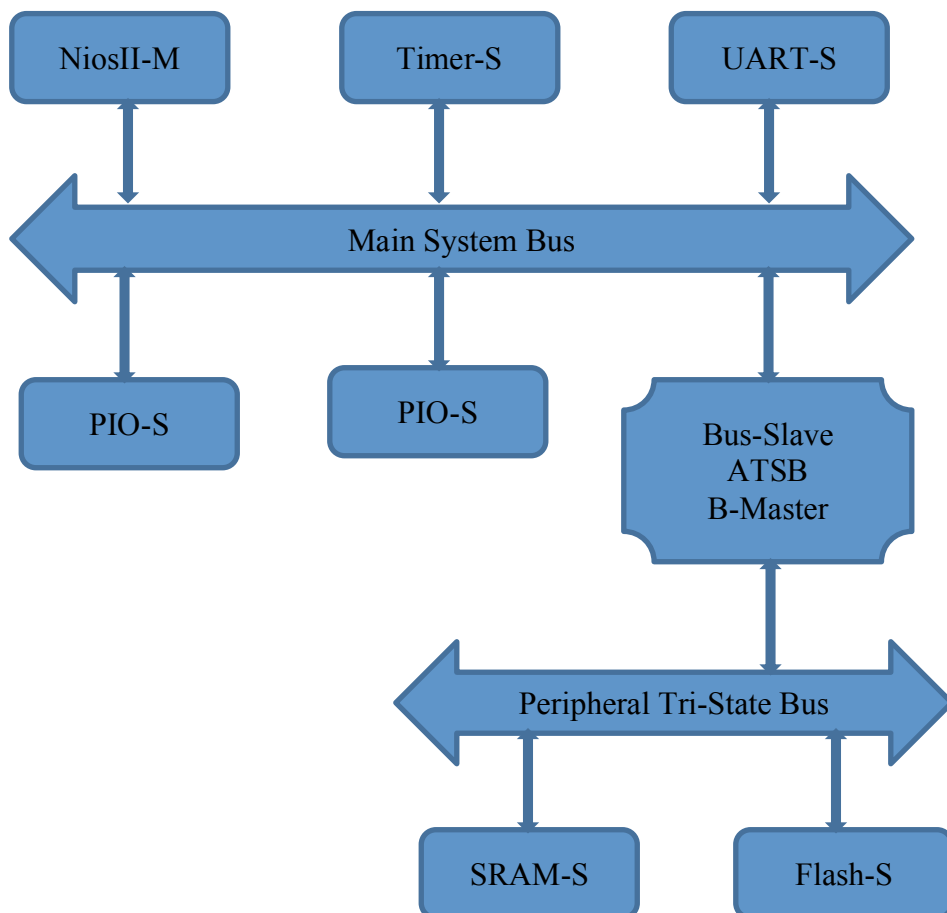 NiosII-M
Timer-S
UART-S
Main System Bus
PIO-S
PIO-S
Bus-Slave
ATSB
B-Master
Peripheral Tri-State Bus
SRAM-S
Flash-S